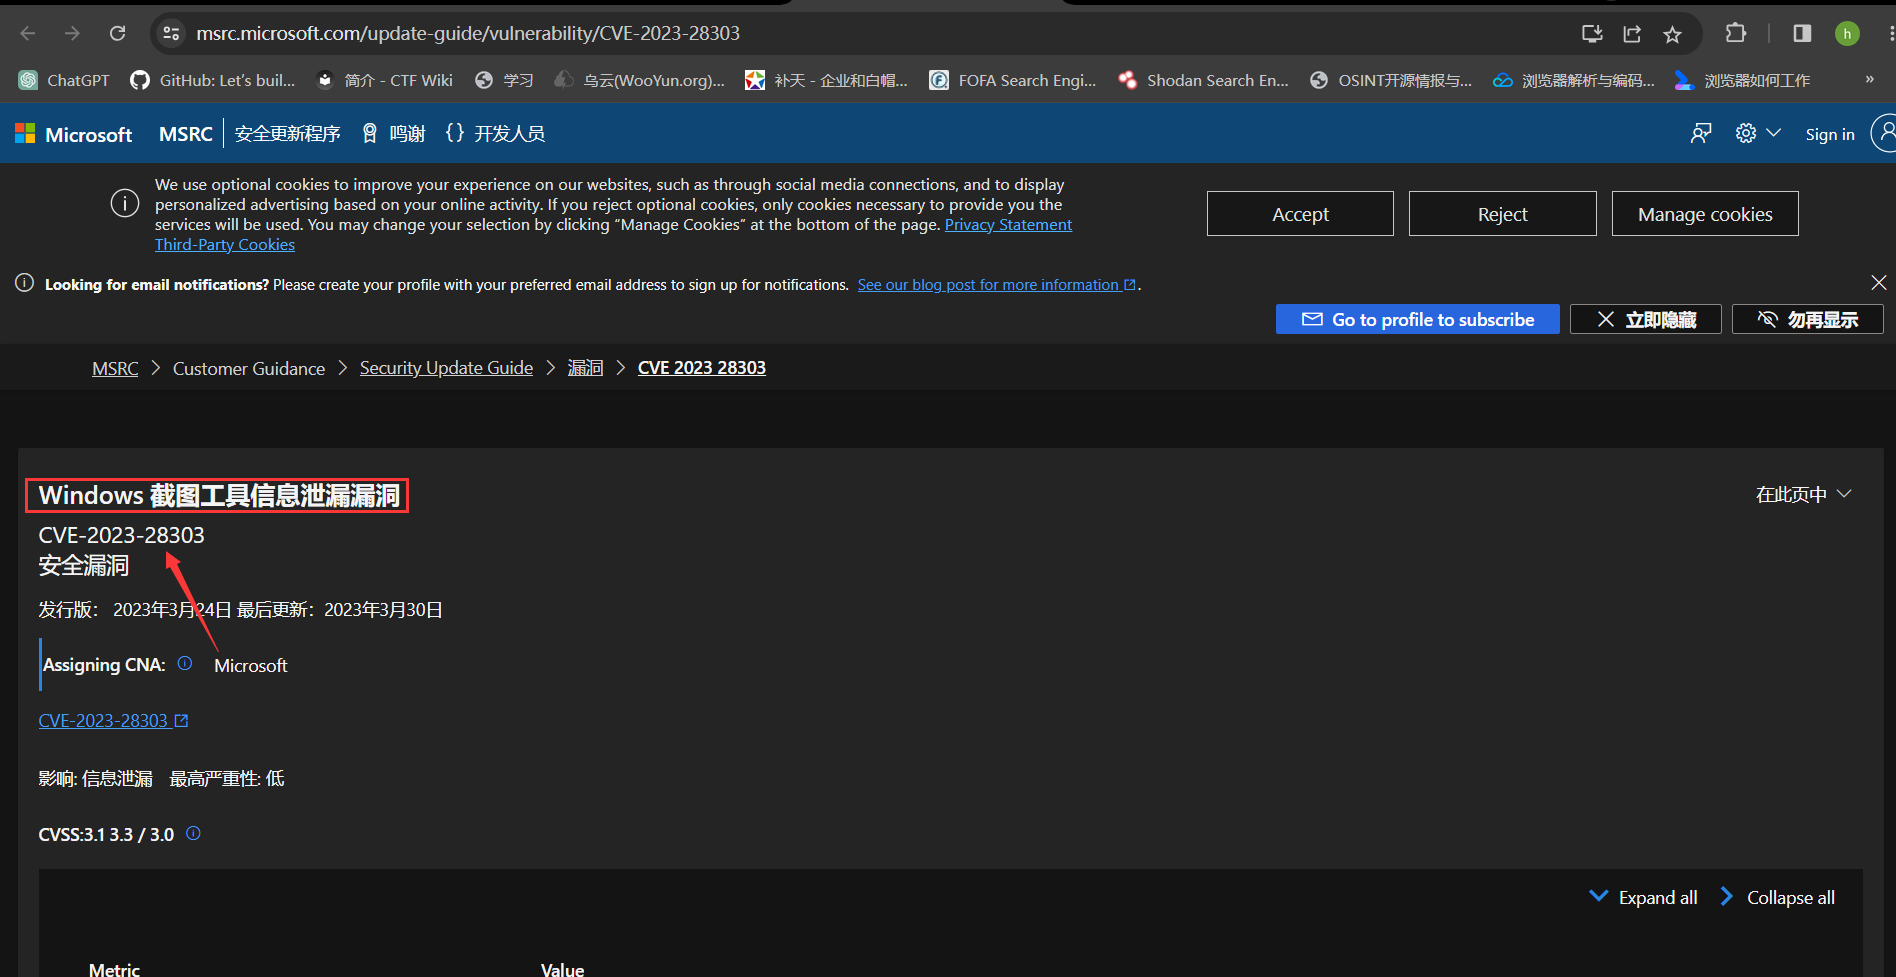 msrc.microsoft.com/update-guide/vulnerability/CVE-2023-28303
h
ChatGPT GitHub: Let's buil... 简介 - CTF Wiki 学习 乌云(WooYun.org)... 补天 - 企业和白帽... FOFA Search Engi... Shodan Search En... OSINT开源情报与... 浏览器解析与编码... 浏览器如何工作 »
Microsoft MSRC 安全更新程序 鸣谢 {} 开发人员 Sign in
We use optional cookies to improve your experience on our websites, such as through social media connections, and to display
personalized advertising based on your online activity. If you reject optional cookies, only cookies necessary to provide you the
services will be used. You may change your selection by clicking “Manage Cookies” at the bottom of the page. Privacy Statement
Third-Party Cookies
Accept Reject Manage cookies
Looking for email notifications? Please create your profile with your preferred email address to sign up for notifications. See our blog post for more information .
Go to profile to subscribe 立即隐藏 勿再显示
MSRC > Customer Guidance > Security Update Guide > 漏洞 > CVE 2023 28303
Windows 截图工具信息泄漏漏洞
在此页中
CVE-2023-28303
安全漏洞
发行版： 2023年3月24日 最后更新：2023年3月30日
Assigning CNA: Microsoft
CVE-2023-28303
影响: 信息泄漏 最高严重性: 低
CVSS:3.1 3.3 / 3.0
Expand all Collapse all
Metric Value